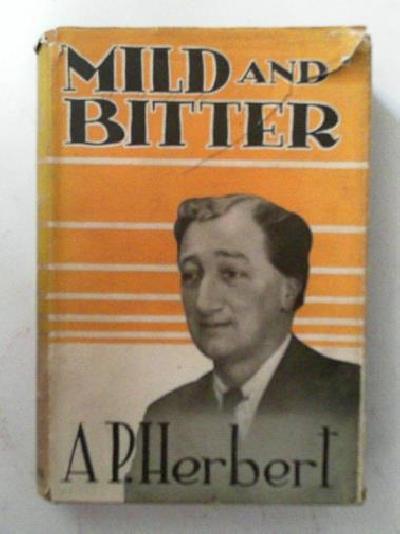 MILD AND
BITTER
A.P. Herbert